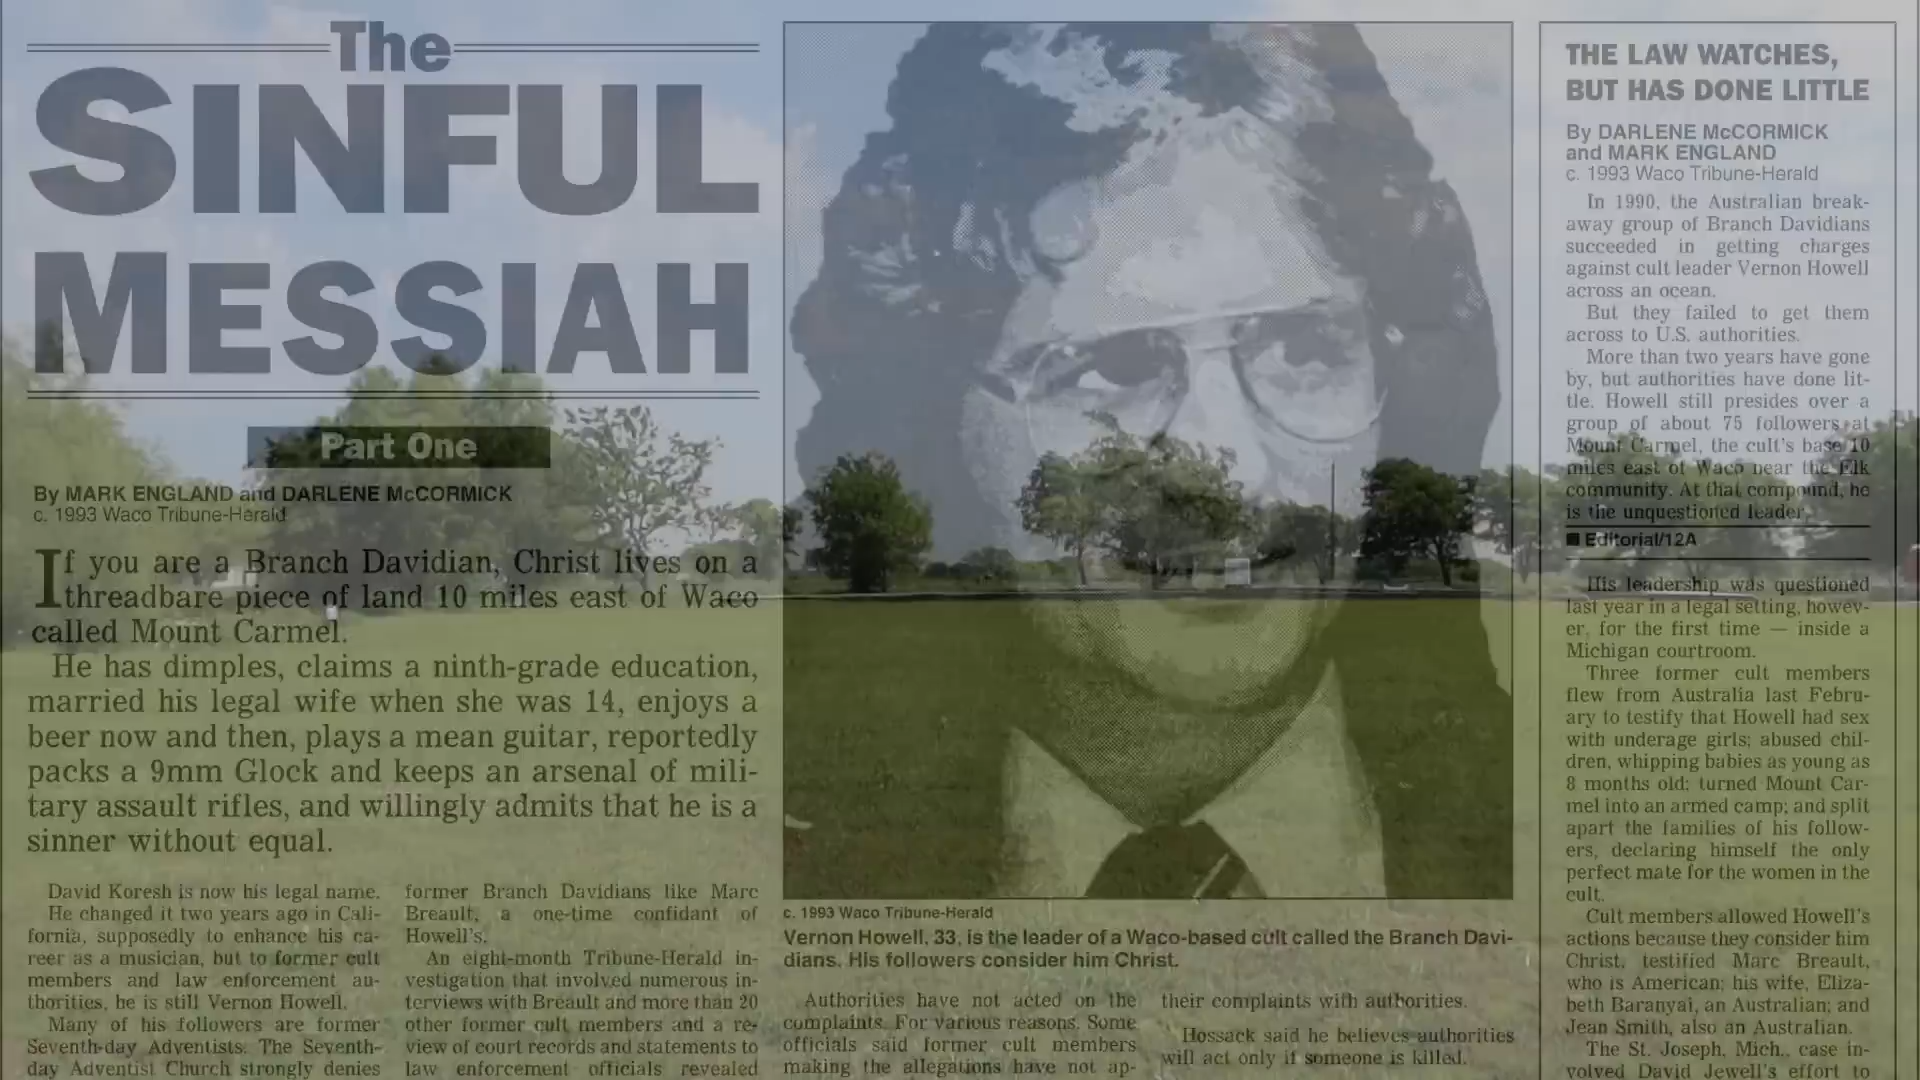 The
SINFUL
MESSIAH
Part One
By MARK ENGLAND and DARLENE McCORMICK
c. 1993 Waco Tribune-Herald
If you are a Branch Davidian, Christ lives on a
threadbare piece of land 10 miles east of Waco
called Mount Carmel.
He has dimples, claims a ninth-grade education,
married his legal wife when she was 14, enjoys a
beer now and then, plays a mean guitar, reportedly
packs a 9mm Glock and keeps an arsenal of mili-
tary assault rifles, and willingly admits that he is a
sinner without equal.
David Koresh is now his legal name.
He changed it two years ago in Cali-
fornia, supposedly to enhance his ca-
reer as a musician, but to former cult
members and law enforcement au-
thorities, he is still Vernon Howell.
Many of his followers are former
Seventh-day Adventists. The Seventh-
day Adventist Church strongly denies
former Branch Davidians like Marc
Breault, a one-time confidant of
Howell's.
An eight-month Tribune-Herald in-
vestigation that involved numerous in-
terviews with Breault and more than 20
other former cult members and a re-
view of court records and statements to
law enforcement officials revealed
c. 1993 Waco Tribune-Herald
Vernon Howell, 33, is the leader of a Waco-based cult called the Branch Davi-
dians. His followers consider him Christ.
Authorities have not acted on the
complaints. For various reasons. Some
officials said former cult members
making the allegations have not ap-
their complaints with authorities.
Hossack said he believes authorities
will act only if someone is killed.
THE LAW WATCHES,
BUT HAS DONE LITTLE
By DARLENE McCORMICK
and MARK ENGLAND
c. 1993 Waco Tribune-Herald
In 1990, the Australian break-
away group of Branch Davidians
succeeded in getting charges
against cult leader Vernon Howell
across an ocean.
But they failed to get them
across to U.S. authorities.
More than two years have gone
by, but authorities have done lit-
tle. Howell still presides over a
group of about 75 followers at
Mount Carmel, the cult's base 10
miles east of Waco near the Elk
community. At that compound, he
is the unquestioned leader.
■ Editorial/12A
His leadership was questioned
last year in a legal setting, howev-
er, for the first time — inside a
Michigan courtroom.
Three former cult members
flew from Australia last Febru-
ary to testify that Howell had sex
with underage girls; abused chil-
dren, whipping babies as young as
8 months old; turned Mount Car-
mel into an armed camp; and split
apart the families of his follow-
ers, declaring himself the only
perfect mate for the women in the
cult.
Cult members allowed Howell's
actions because they consider him
Christ, testified Marc Breault,
who is American; his wife, Eliza-
beth Baranyai, an Australian; and
Jean Smith, also an Australian.
The St. Joseph, Mich., case in-
volved David Jewell's effort to